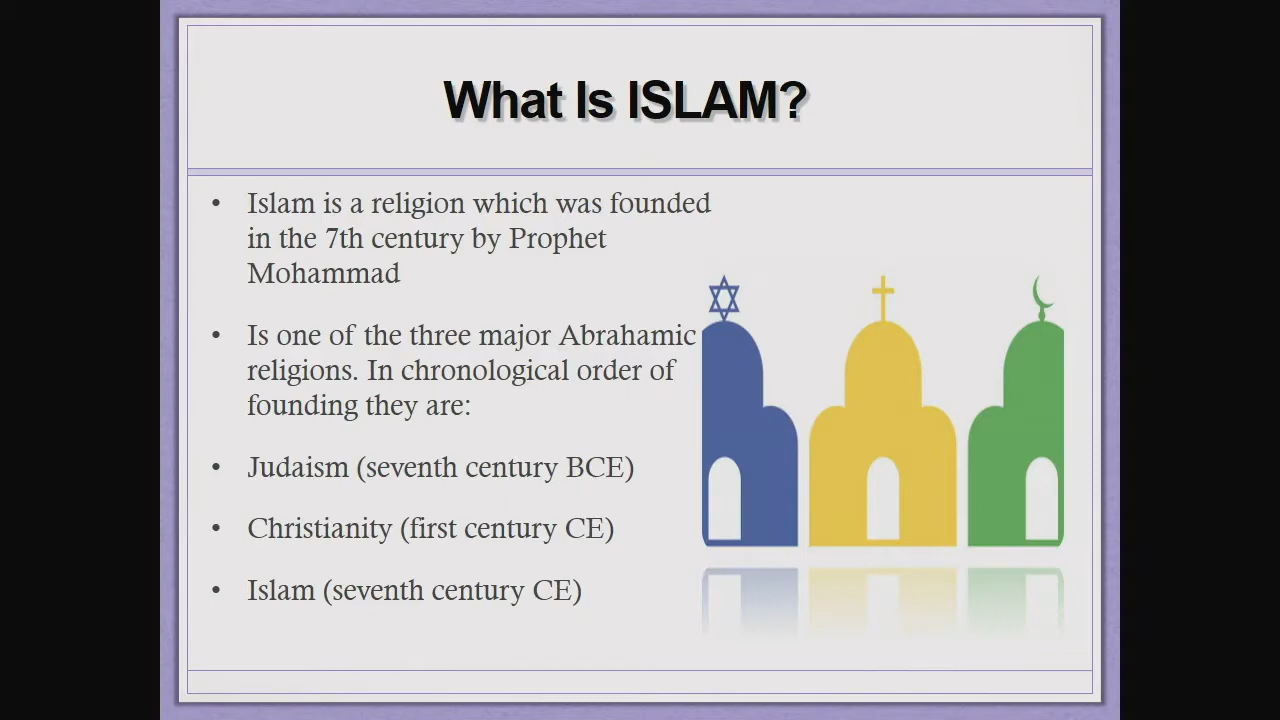 What Is ISLAM?
• Islam is a religion which was founded
in the 7th century by Prophet
Mohammad
• Is one of the three major Abrahamic
religions. In chronological order of
founding they are:
• Judaism (seventh century BCE)
• Christianity (first century CE)
• Islam (seventh century CE)